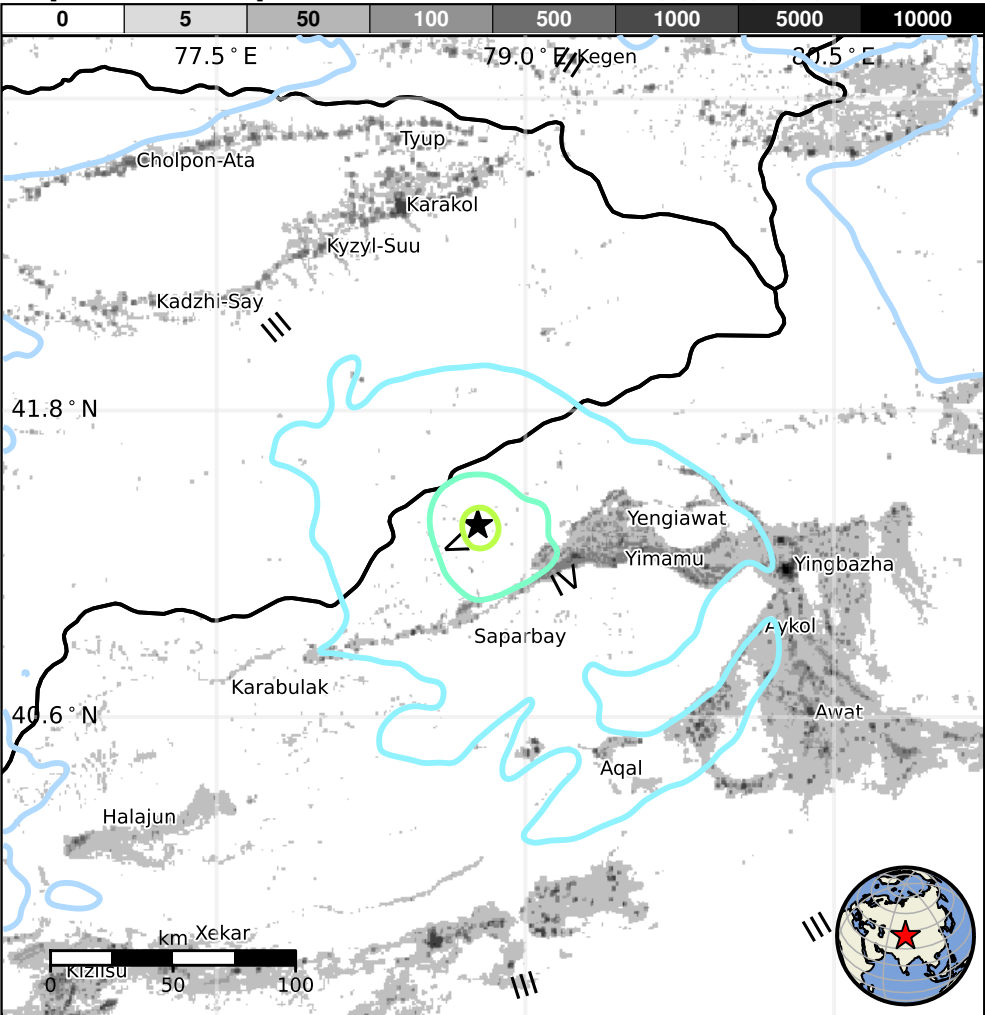 0 5 50 100 500 1000 5000 10000
77.5°E 79.0°E 80.5°E
III Kegen
Tyup
Cholpon-Ata
Karakol
Kyzyl-Suu
Kadzhi-Say
III
41.8°N
Yengiawat
V
Yimamu
Yingbazha
IV
Aykol
Saparbay
Karabulak
40.6°N
Awat
Aqal
Halajun
III
km Xekar
Kizilsu
0 50 100
III